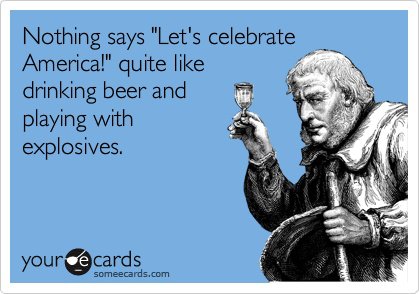 Nothing says "Let's celebrate
America!" quite like
drinking beer and
playing with
explosives.
your e cards
someecards.com